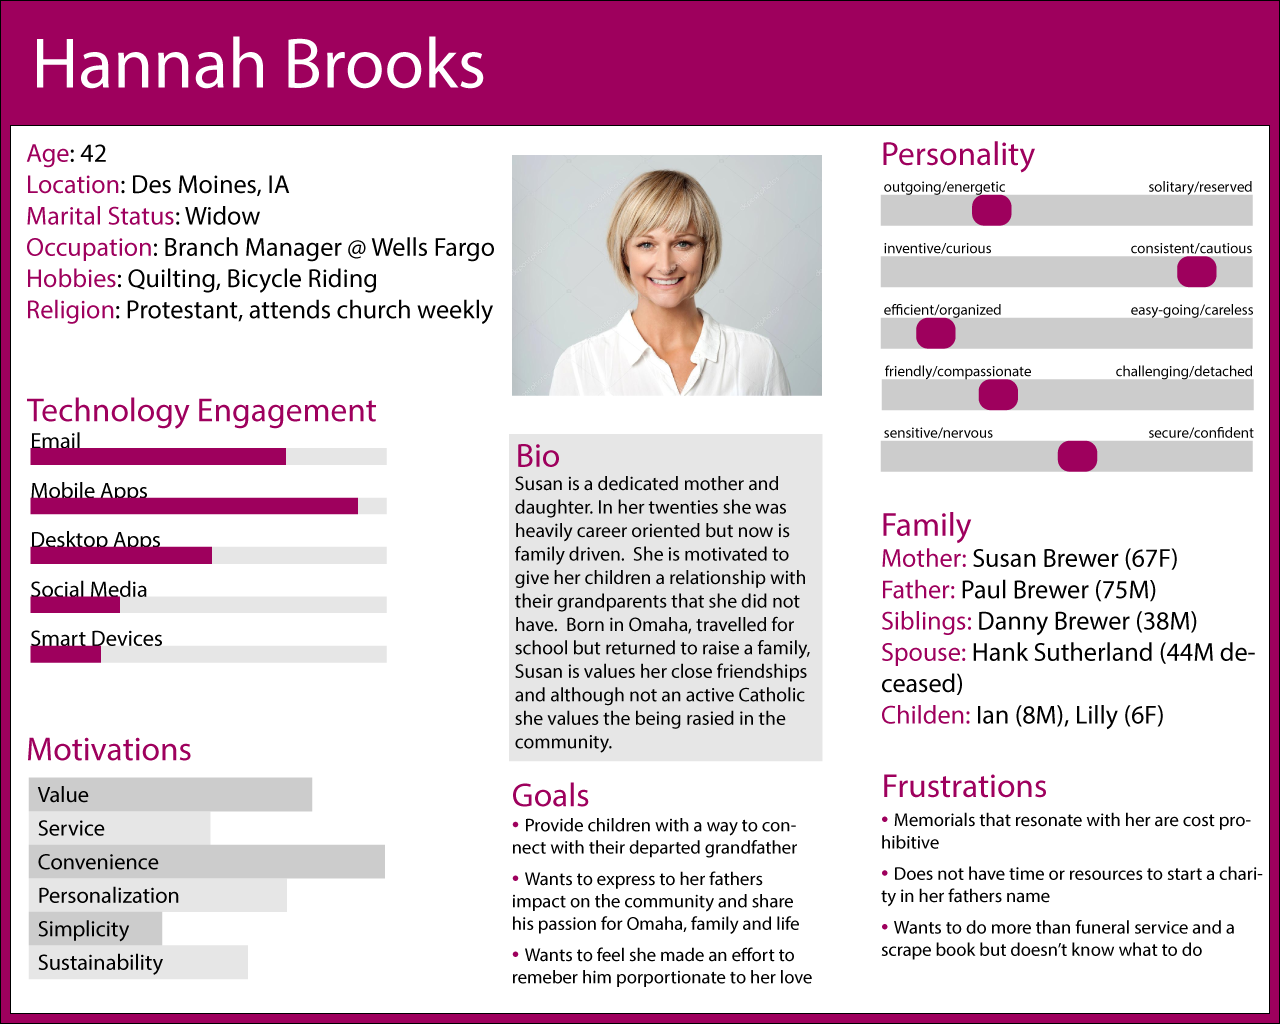 Hannah Brooks
Age: 42
Location: Des Moines, IA
Marital Status: Widow
Occupation: Branch Manager @ Wells Fargo
Hobbies: Quilting, Bicycle Riding
Religion: Protestant, attends church weekly
Technology Engagement
Email
Mobile Apps
Desktop Apps
Social Media
Smart Devices
Motivations
Value
Service
Convenience
Personalization
Simplicity
Sustainability
Bio
Susan is a dedicated mother and
daughter. In her twenties she was
heavily career oriented but now is
family driven.  She is motivated to
give her children a relationship with
their grandparents that she did not
have.  Born in Omaha, travelled for
school but returned to raise a family,
Susan is values her close friendships
and although not an active Catholic
she values the being rasied in the
community.
Goals
• Provide children with a way to con-
nect with their departed grandfather
• Wants to express to her fathers
impact on the community and share
his passion for Omaha, family and life
• Wants to feel she made an effort to
remeber him porportionate to her love
Personality
outgoing/energetic solitary/reserved
inventive/curious consistent/cautious
efficient/organized easy-going/careless
friendly/compassionate challenging/detached
sensitive/nervous secure/confident
Family
Mother: Susan Brewer (67F)
Father: Paul Brewer (75M)
Siblings: Danny Brewer (38M)
Spouse: Hank Sutherland (44M de-
ceased)
Childen: Ian (8M), Lilly (6F)
Frustrations
• Memorials that resonate with her are cost pro-
hibitive
• Does not have time or resources to start a chari-
ty in her fathers name
• Wants to do more than funeral service and a
scrape book but doesn't know what to do